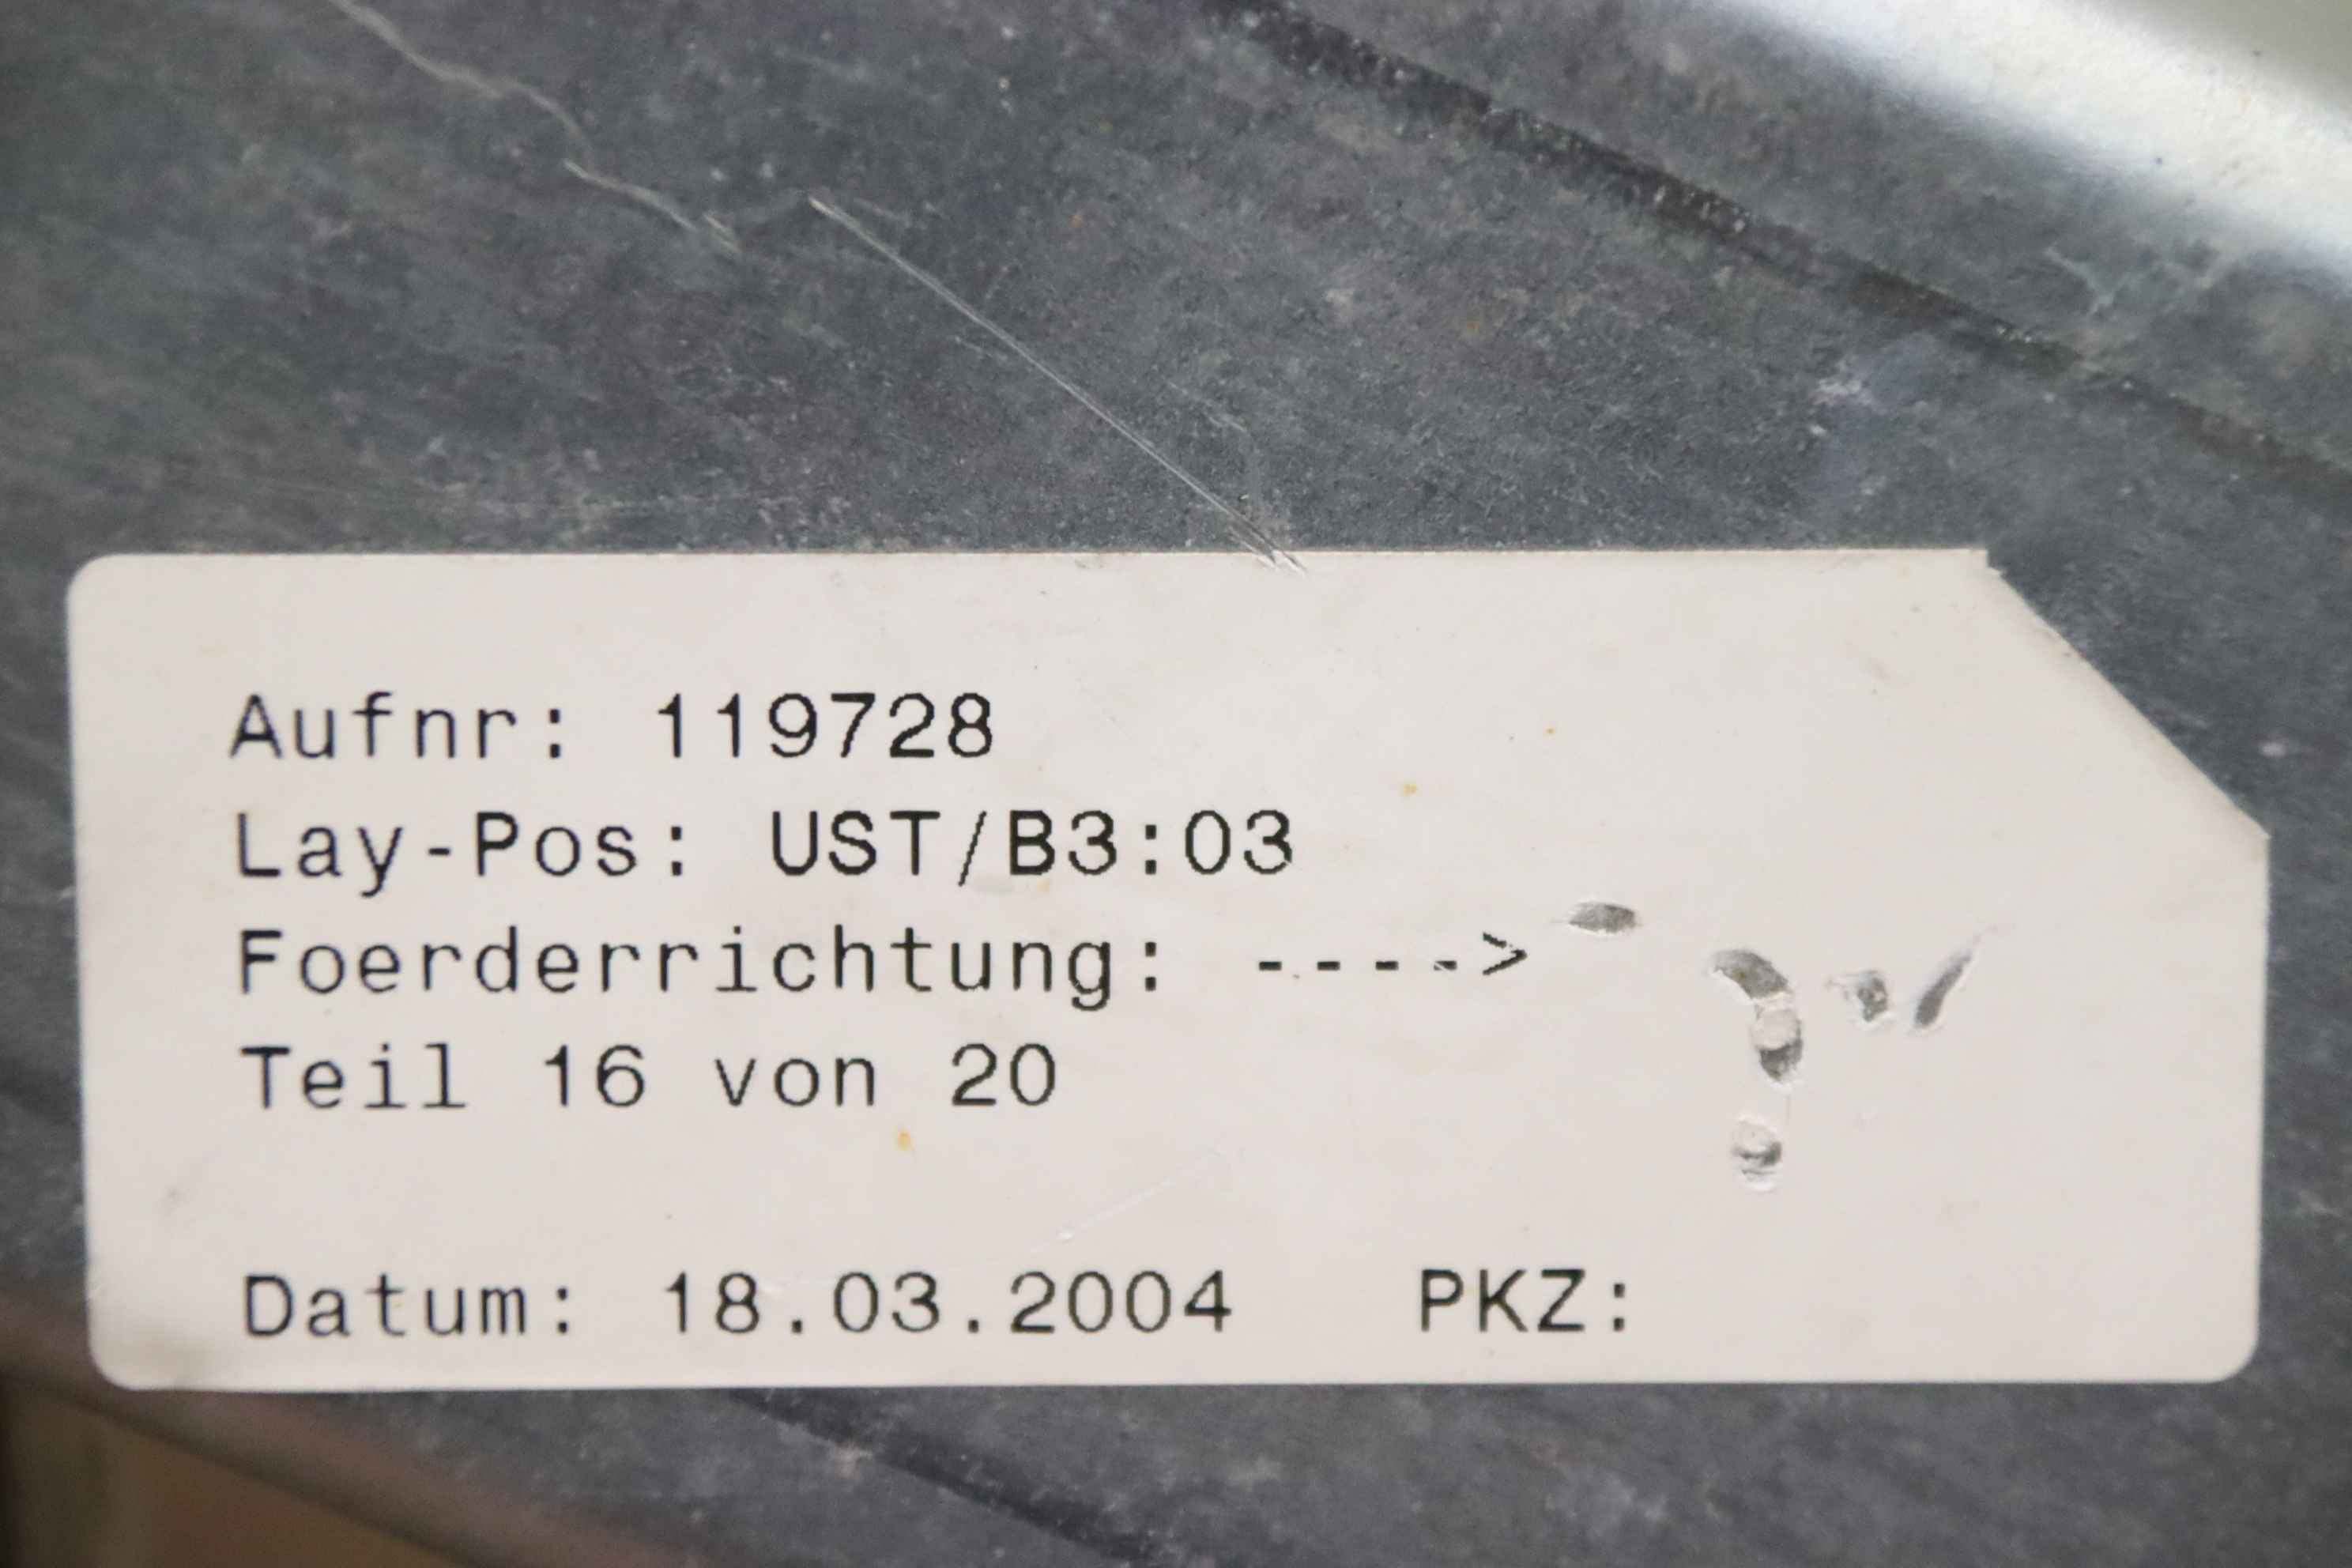 Aufnr: 119728
Lay-Pos: UST/B3:03
Foerderrichtung: ---->
Teil 16 von 20
Datum: 18.03.2004 PKZ: